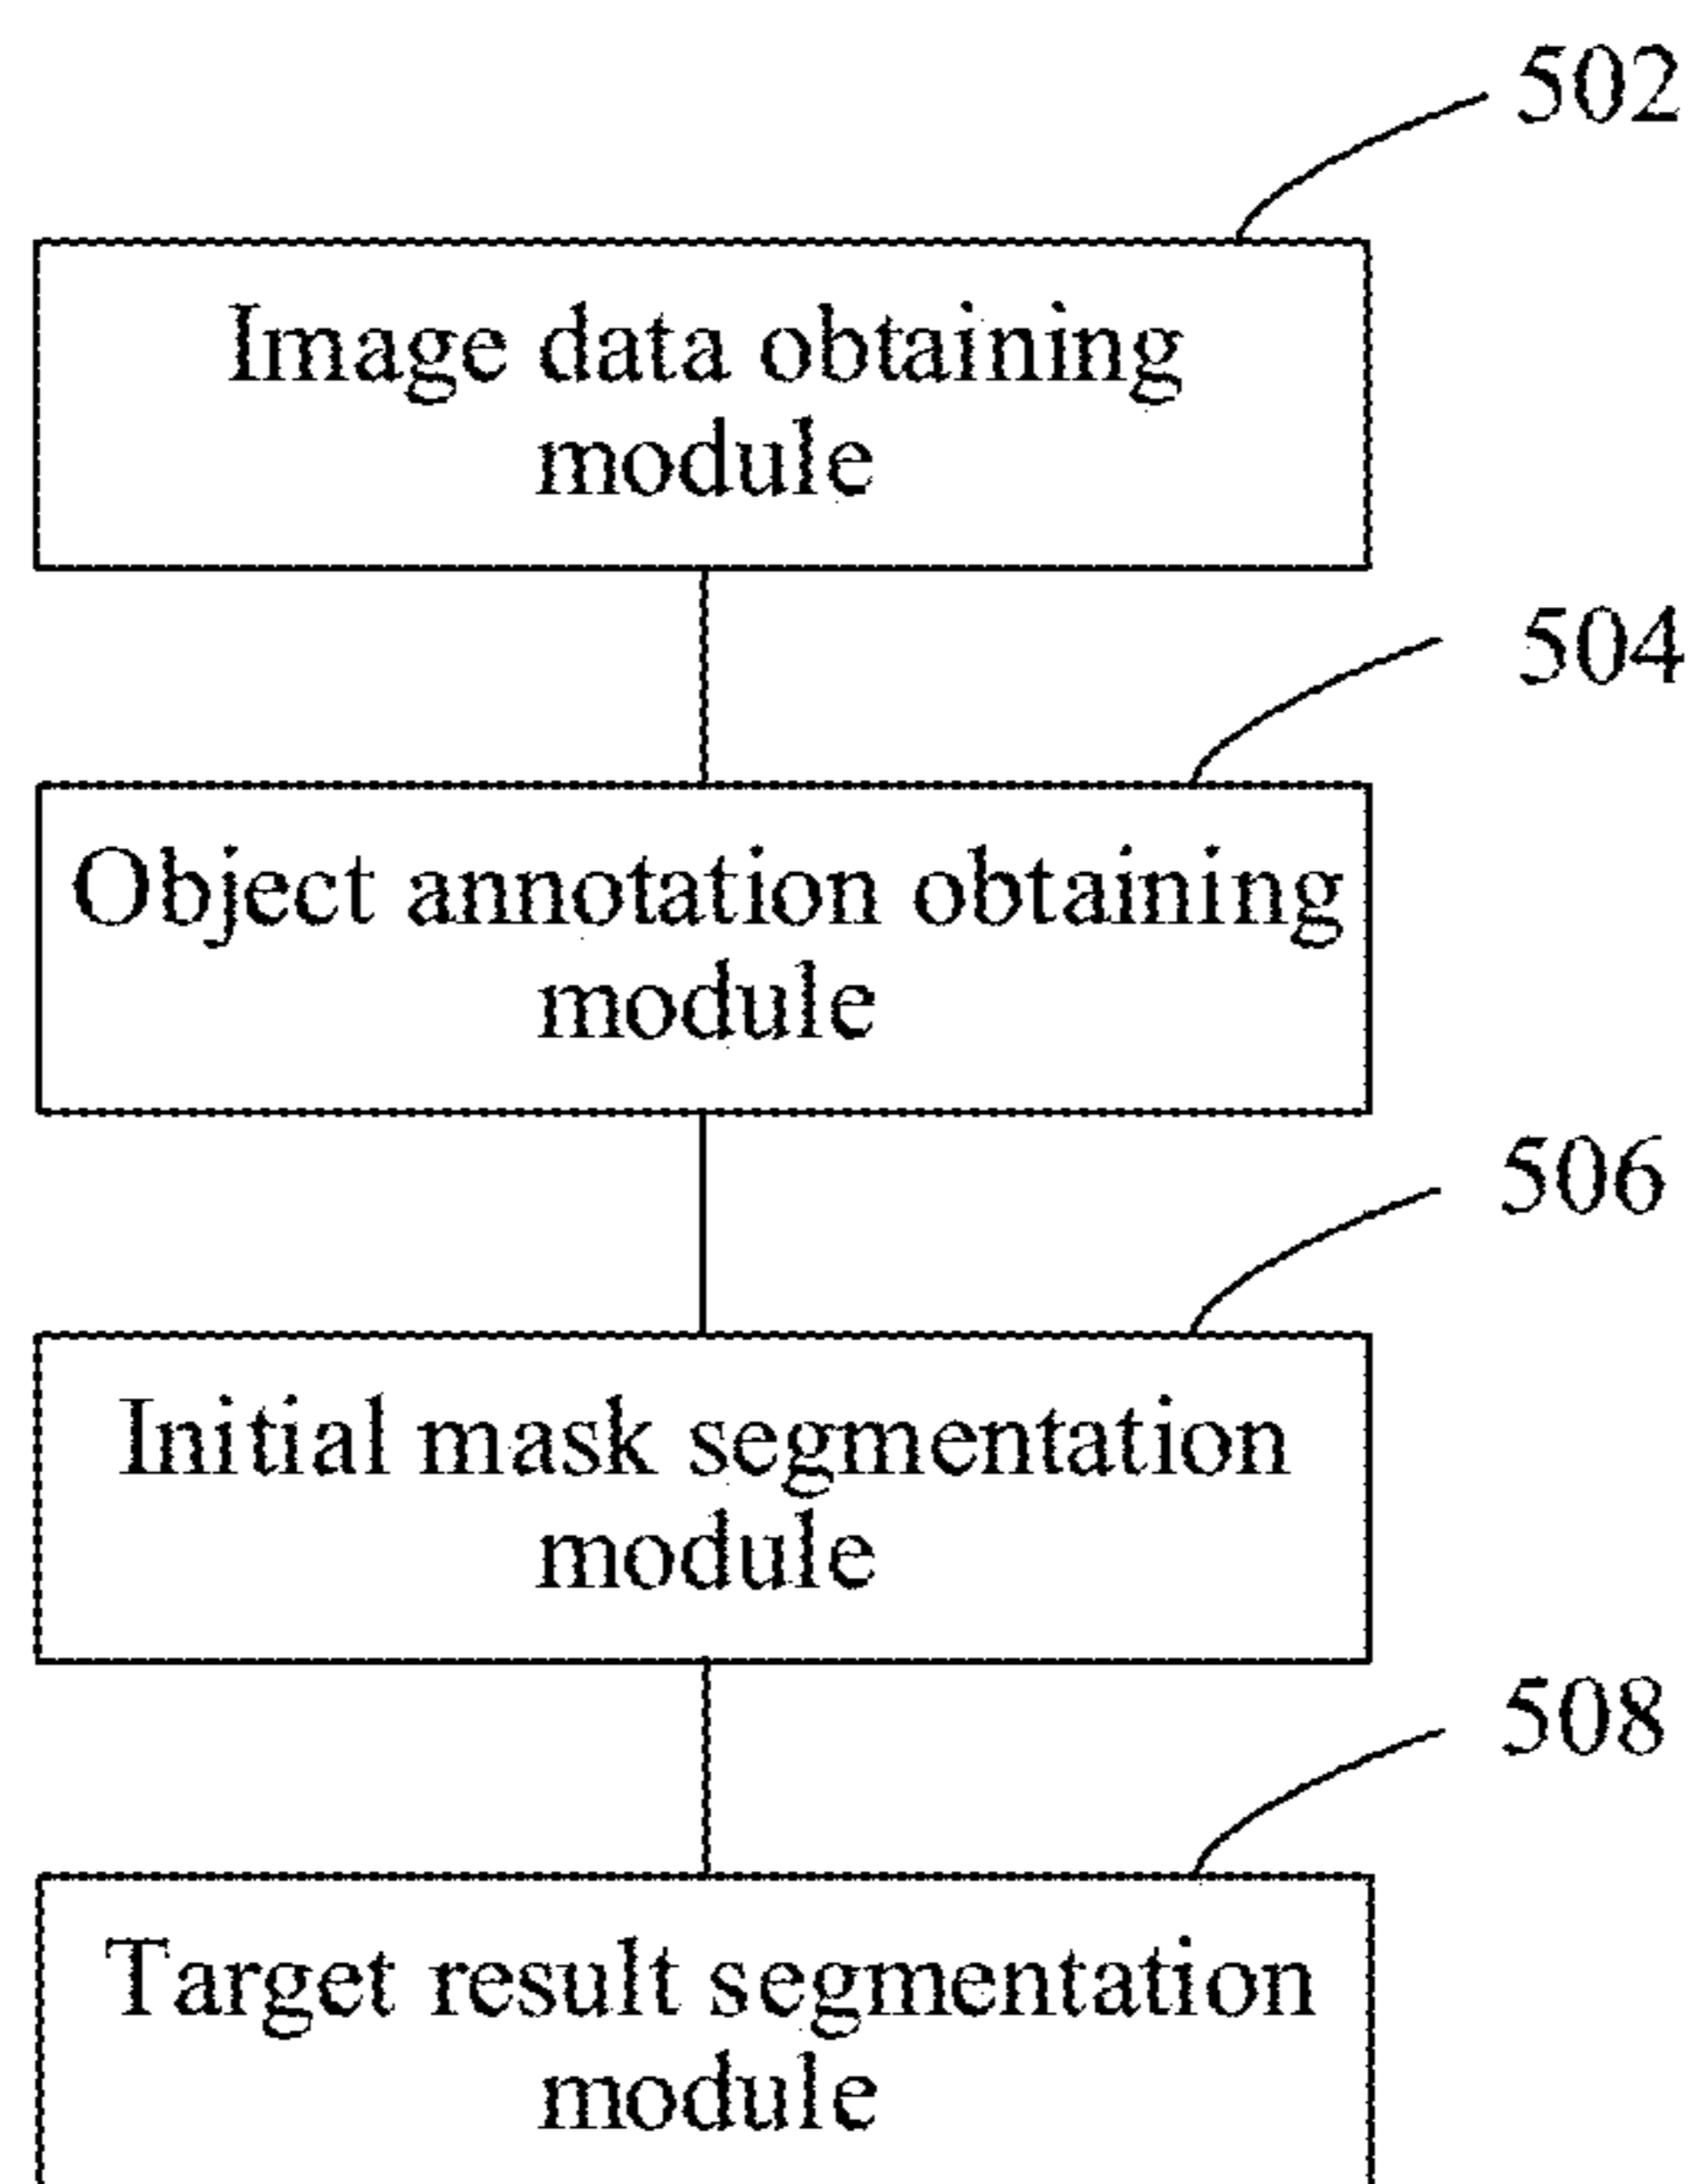 502
Image data obtaining
module
504
Object annotation obtaining
module
506
Initial mask segmentation
module
508
Target result segmentation
module